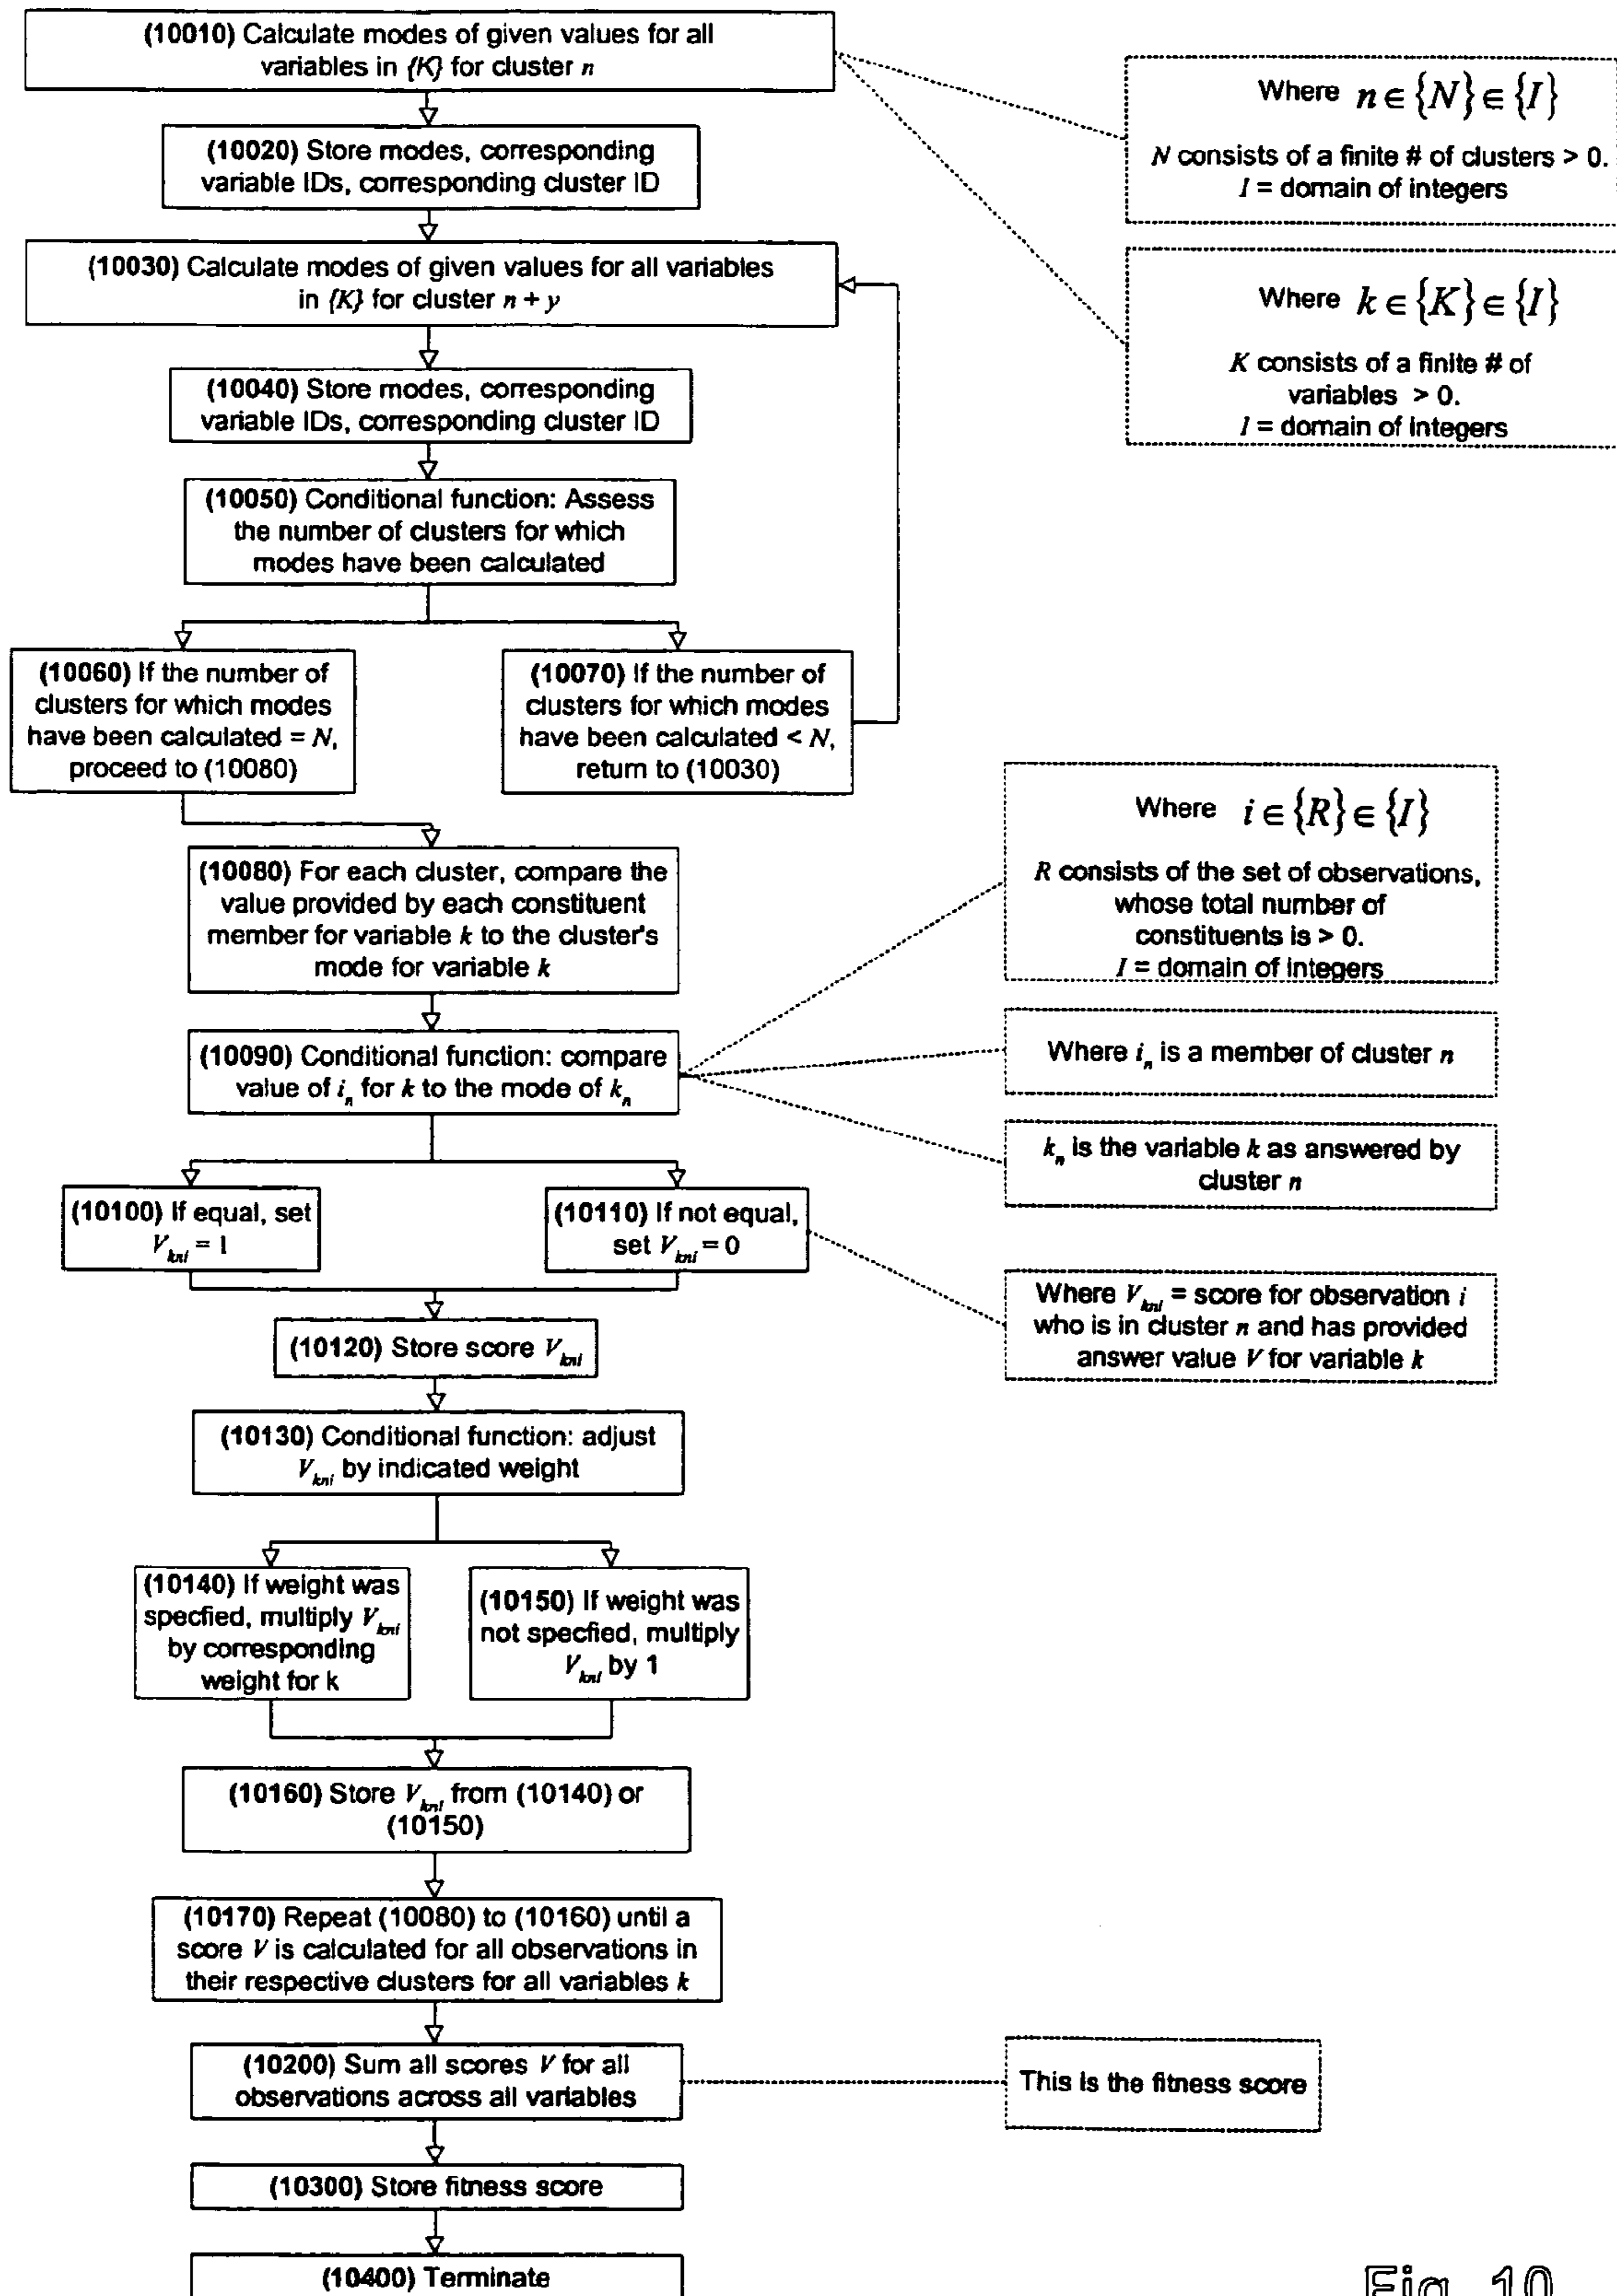 (10010) Calculate modes of given values for all
variables in {K} for cluster n
Where n ∈ {N} ∈ {I}
N consists of a finite # of clusters > 0.
I = domain of integers
(10020) Store modes, corresponding
variable IDs, corresponding cluster ID
(10030) Calculate modes of given values for all variables
in {K} for cluster n + y
Where k ∈ {K} ∈ {I}
K consists of a finite # of
variables > 0.
I = domain of integers
(10040) Store modes, corresponding
variable IDs, corresponding cluster ID
(10050) Conditional function: Assess
the number of clusters for which
modes have been calculated
(10060) If the number of
clusters for which modes
have been calculated = N,
proceed to (10080)
(10070) If the number of
clusters for which modes
have been calculated < N,
return to (10030)
Where i ∈ {R} ∈ {I}
R consists of the set of observations,
whose total number of
constituents is > 0.
I = domain of integers
(10080) For each cluster, compare the
value provided by each constituent
member for variable k to the cluster's
mode for variable k
(10090) Conditional function: compare
value of i_n for k to the mode of k_n
Where i_n is a member of cluster n
k_n is the variable k as answered by
cluster n
(10100) If equal, set
V_kni = 1
(10110) If not equal,
set V_kni = 0
Where V_kni = score for observation i
who is in cluster n and has provided
answer value V for variable k
(10120) Store score V_kni
(10130) Conditional function: adjust
V_kni by indicated weight
(10140) If weight was
specfied, multiply V_kni
by corresponding
weight for k
(10150) If weight was
not specfied, multiply
V_kni by 1
(10160) Store V_kni from (10140) or
(10150)
(10170) Repeat (10080) to (10160) until a
score V is calculated for all observations in
their respective clusters for all variables k
(10200) Sum all scores V for all
observations across all variables
This is the fitness score
(10300) Store fitness score
(10400) Terminate
Fig. 10